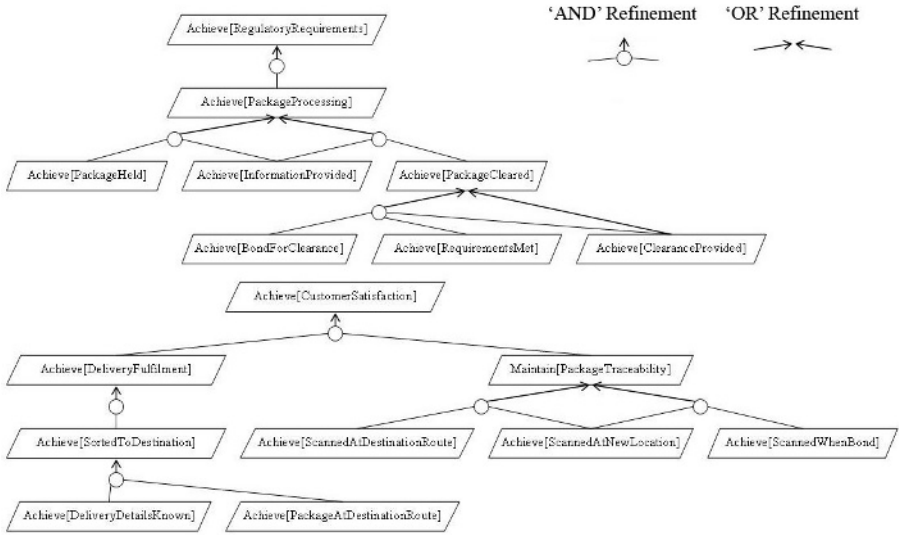 ‘AND’ Refinement
‘OR’ Refinement
Achieve[RegulatoryRequirements]
Achieve[PackageProcessing]
Achieve[PackageHeld]
Achieve[InformationProvided]
Achieve[PackageCleared]
Achieve[BondForClearance]
Achieve[RequirementsMet]
Achieve[ClearanceProvided]
Achieve[CustomerSatisfaction]
Achieve[DeliveryFulfilment]
Maintain[PackageTraceability]
Achieve[SortedToDestination]
Achieve[ScannedAtDestinationRoute]
Achieve[ScannedAtNewLocation]
Achieve[ScannedWhenBond]
Achieve[DeliveryDetailsKnown]
Achieve[PackageAtDestinationRoute]